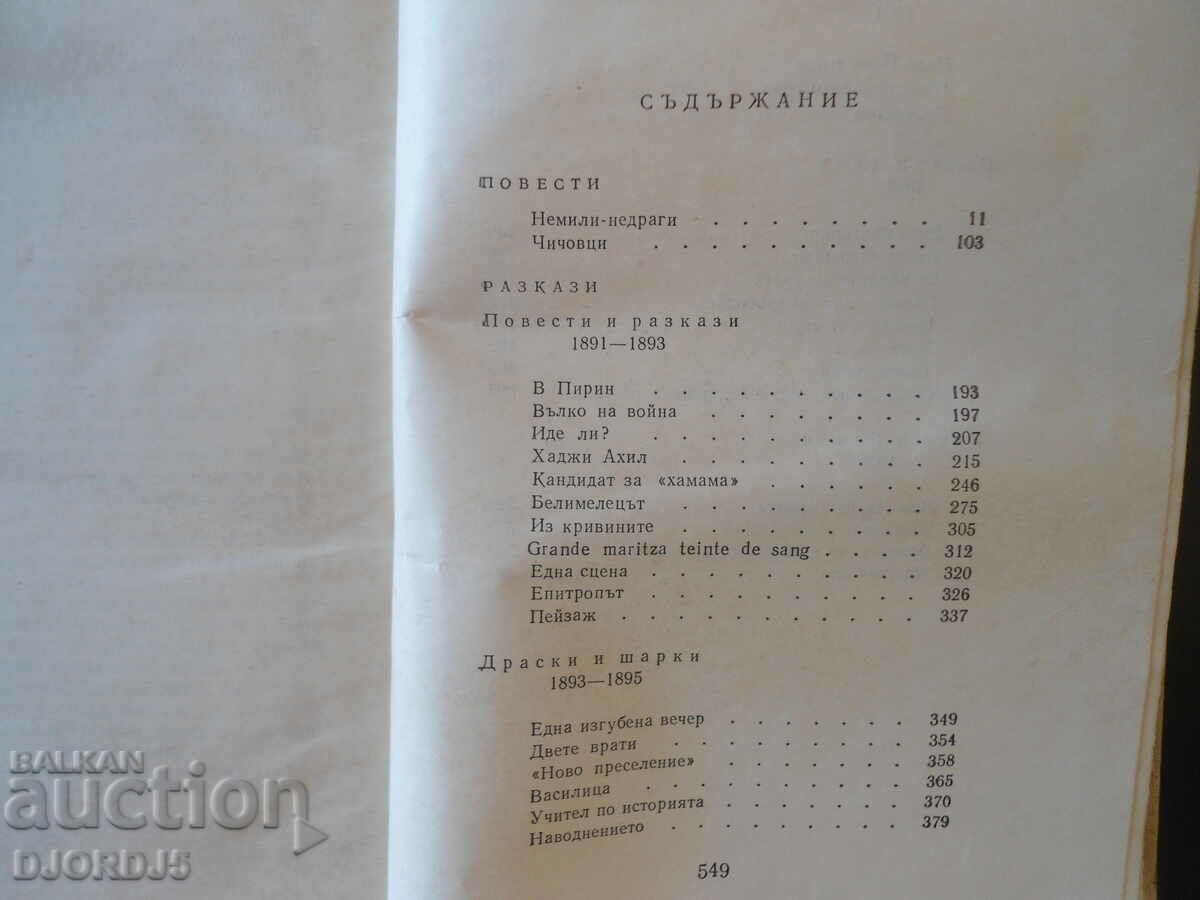 СЪДЪРЖАНИЕ
ПОВЕСТИ
Немили-недраги . . . . . . . . 11
Чичовци . . . . . . . . . . 103
РАЗКАЗИ
Повести и разкази
1891—1893
В Пирин . . . . . . . . . . 193
Вълко на война . . . . . . . . 197
Иде ли? . . . . . . . . . . 207
Хаджи Ахил . . . . . . . . . 215
Кандидат за «хамама» . . . . . . 246
Белимелецът . . . . . . . . . 275
Из кривините . . . . . . . . . 305
Grande maritza teinte de sang . . . . 312
Една сцена . . . . . . . . . . 320
Епитропът . . . . . . . . . . 326
Пейзаж . . . . . . . . . . . 337
Драски и шарки
1893—1895
Една изгубена вечер . . . . . . . 349
Двете врати . . . . . . . . . 354
«Ново преселение» . . . . . . . 358
Василица . . . . . . . . . . 365
Учител по историята . . . . . . . 370
Наводнението . . . . . . . . . 379
549
BALKAN
auction
DJORDJ5